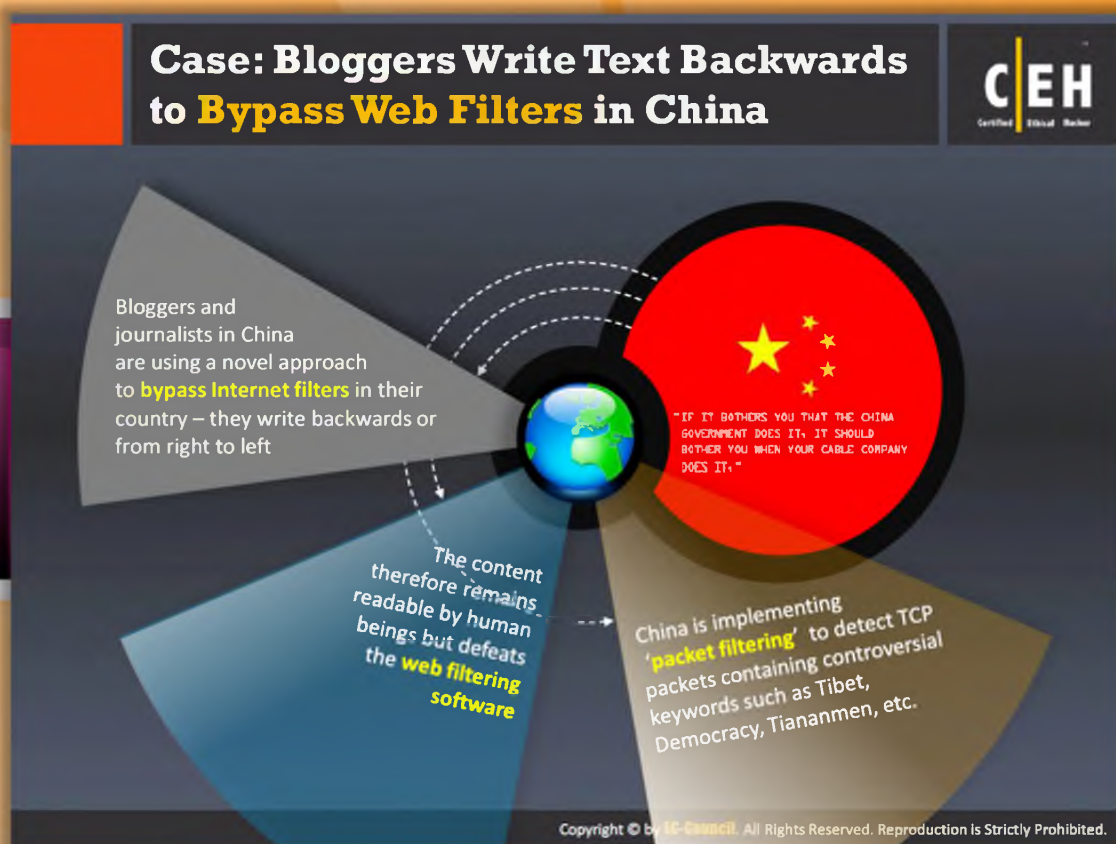 Case: Bloggers Write Text Backwards
to Bypass Web Filters in China
C EH
Certified Ethical Hacker
Bloggers and
journalists in China
are using a novel approach
to bypass Internet filters in their
country – they write backwards or
from right to left
"IF IT BOTHERS YOU THAT THE CHINA
GOVERNMENT DOES IT, IT SHOULD
BOTHER YOU WHEN YOUR CABLE COMPANY
DOES IT."
The content
therefore remains
readable by human
beings but defeats
the web filtering
software
China is implementing
'packet filtering' to detect TCP
packets containing controversial
keywords such as Tibet,
Democracy, Tiananmen, etc.
Copyright © by EC-Council. All Rights Reserved. Reproduction is Strictly Prohibited.